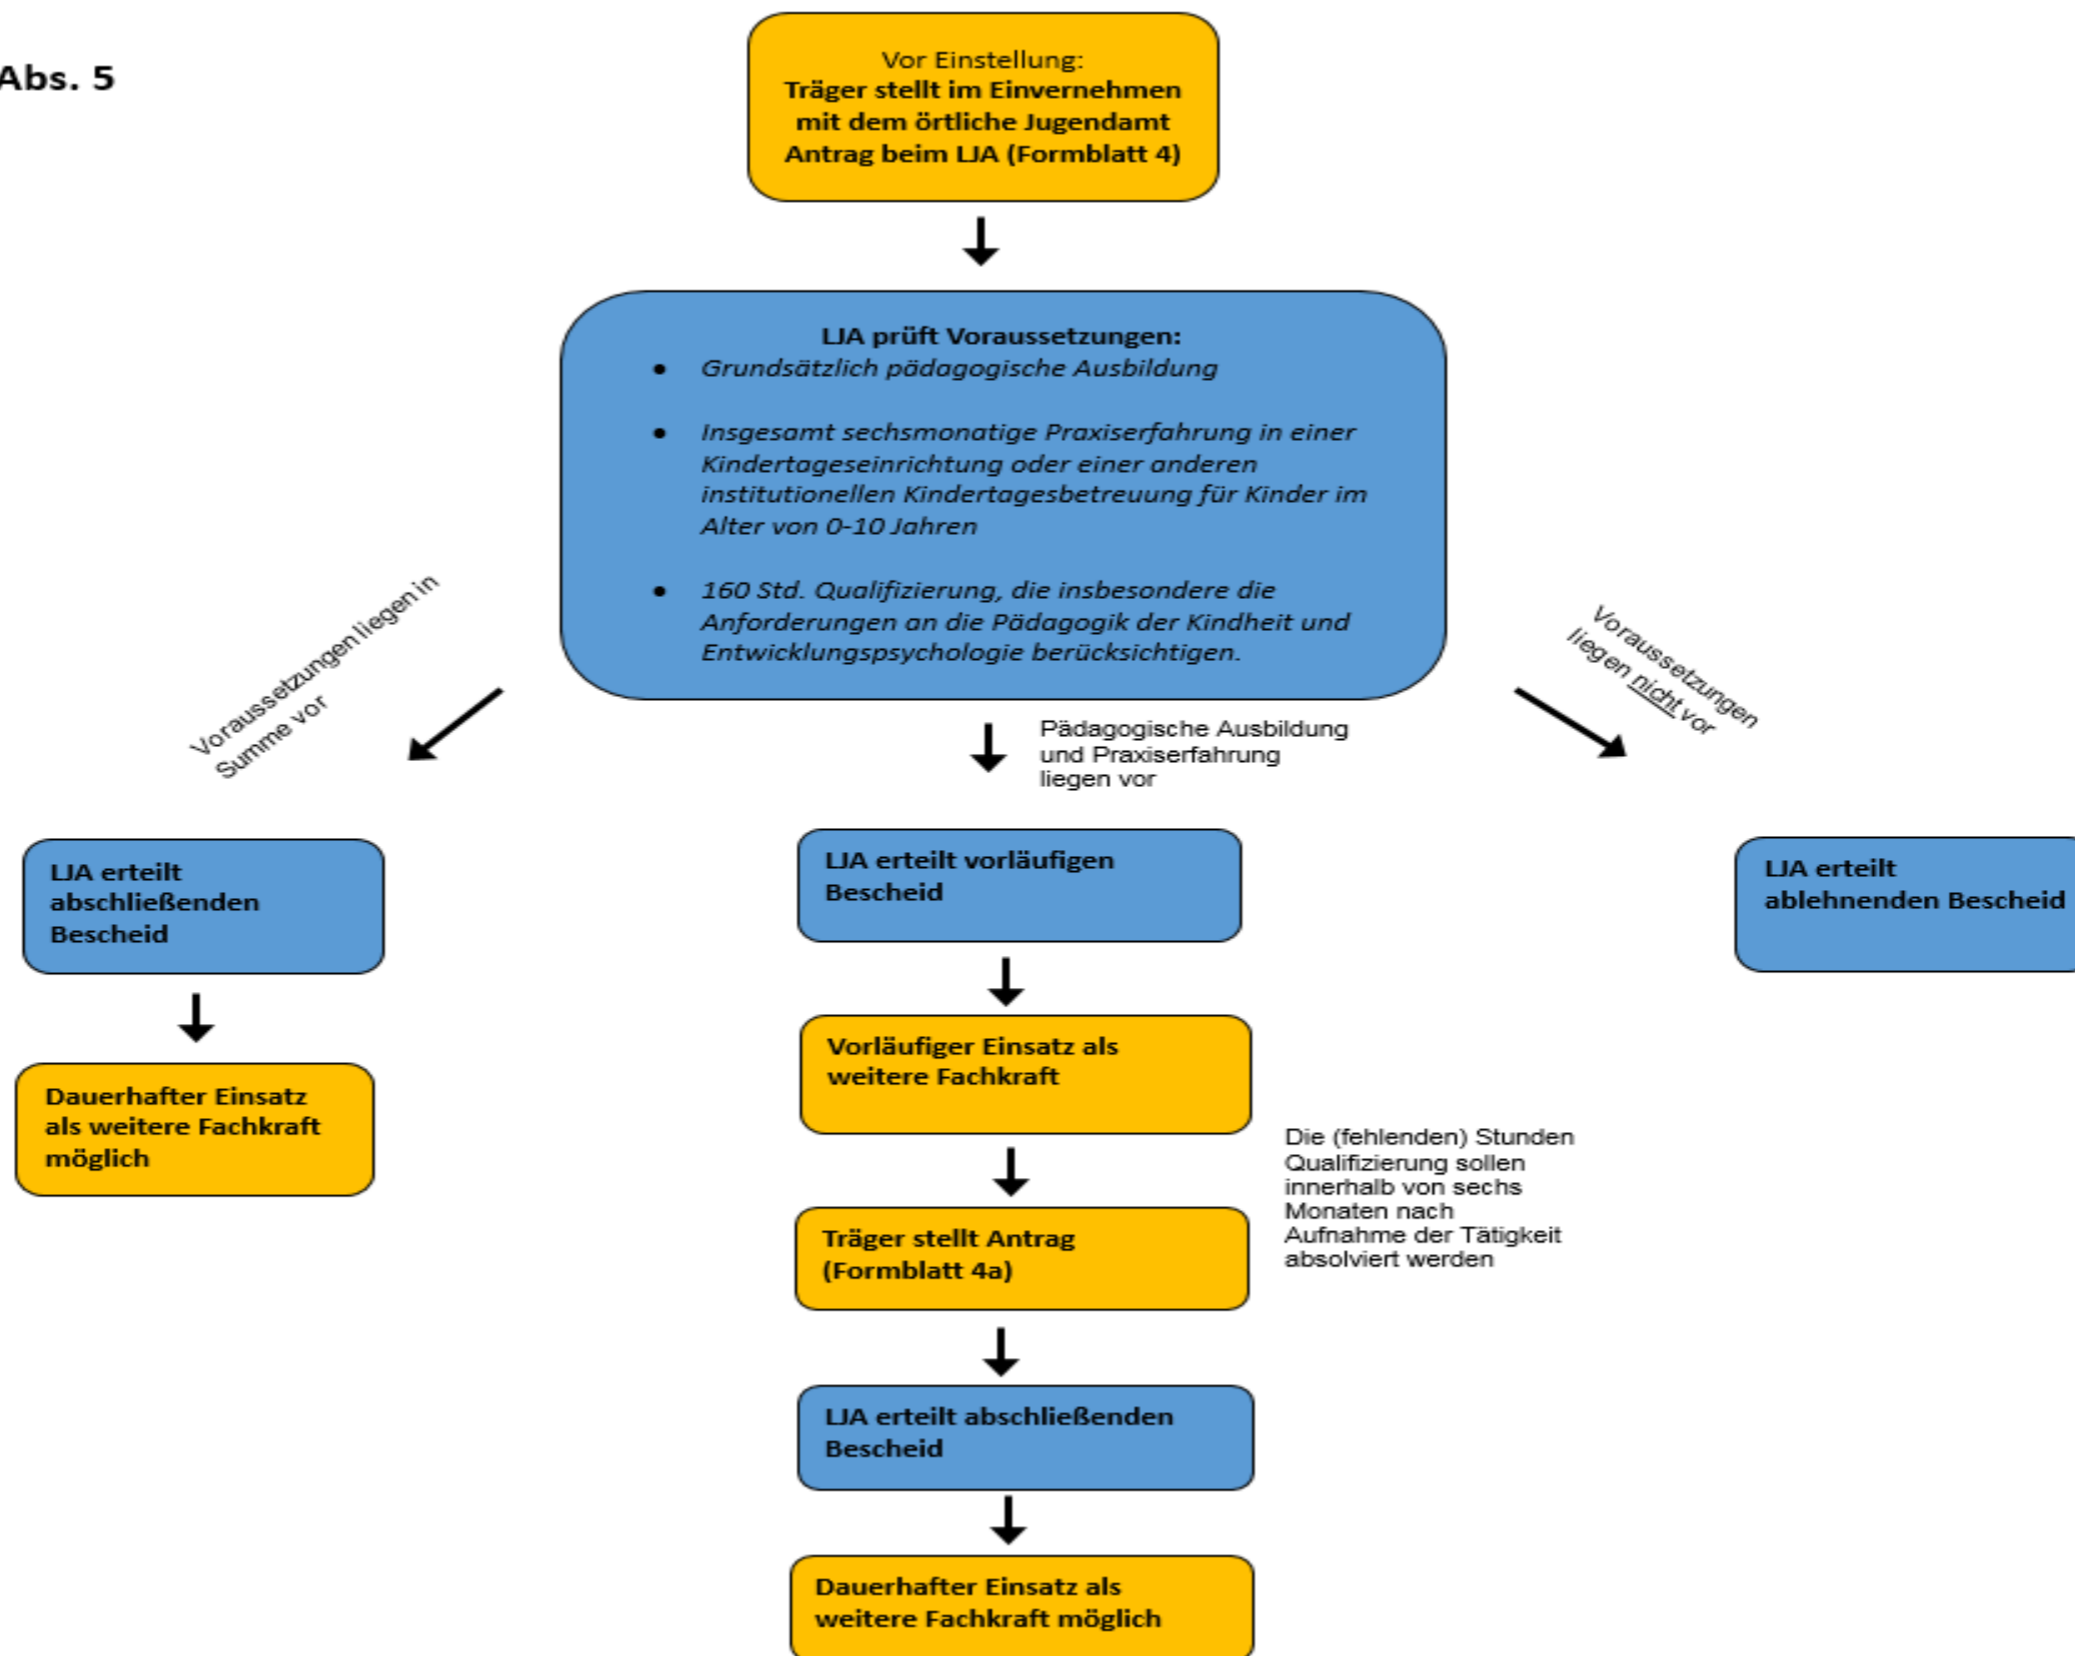 Abs. 5
Vor Einstellung:
Träger stellt im Einvernehmen
mit dem örtliche Jugendamt
Antrag beim LJA (Formblatt 4)
LJA prüft Voraussetzungen:
• Grundsätzlich pädagogische Ausbildung
• Insgesamt sechsmonatige Praxiserfahrung in einer
Kindertageseinrichtung oder einer anderen
institutionellen Kindertagesbetreuung für Kinder im
Alter von 0-10 Jahren
• 160 Std. Qualifizierung, die insbesondere die
Anforderungen an die Pädagogik der Kindheit und
Entwicklungspsychologie berücksichtigen.
Voraussetzungen liegen in
Summe vor
Pädagogische Ausbildung
und Praxiserfahrung
liegen vor
Voraussetzungen
liegen nicht vor
LJA erteilt
abschließenden
Bescheid
Dauerhafter Einsatz
als weitere Fachkraft
möglich
LJA erteilt vorläufigen
Bescheid
Vorläufiger Einsatz als
weitere Fachkraft
Die (fehlenden) Stunden
Qualifizierung sollen
innerhalb von sechs
Monaten nach
Aufnahme der Tätigkeit
absolviert werden
Träger stellt Antrag
(Formblatt 4a)
LJA erteilt abschließenden
Bescheid
Dauerhafter Einsatz als
weitere Fachkraft möglich
LJA erteilt
ablehnenden Bescheid